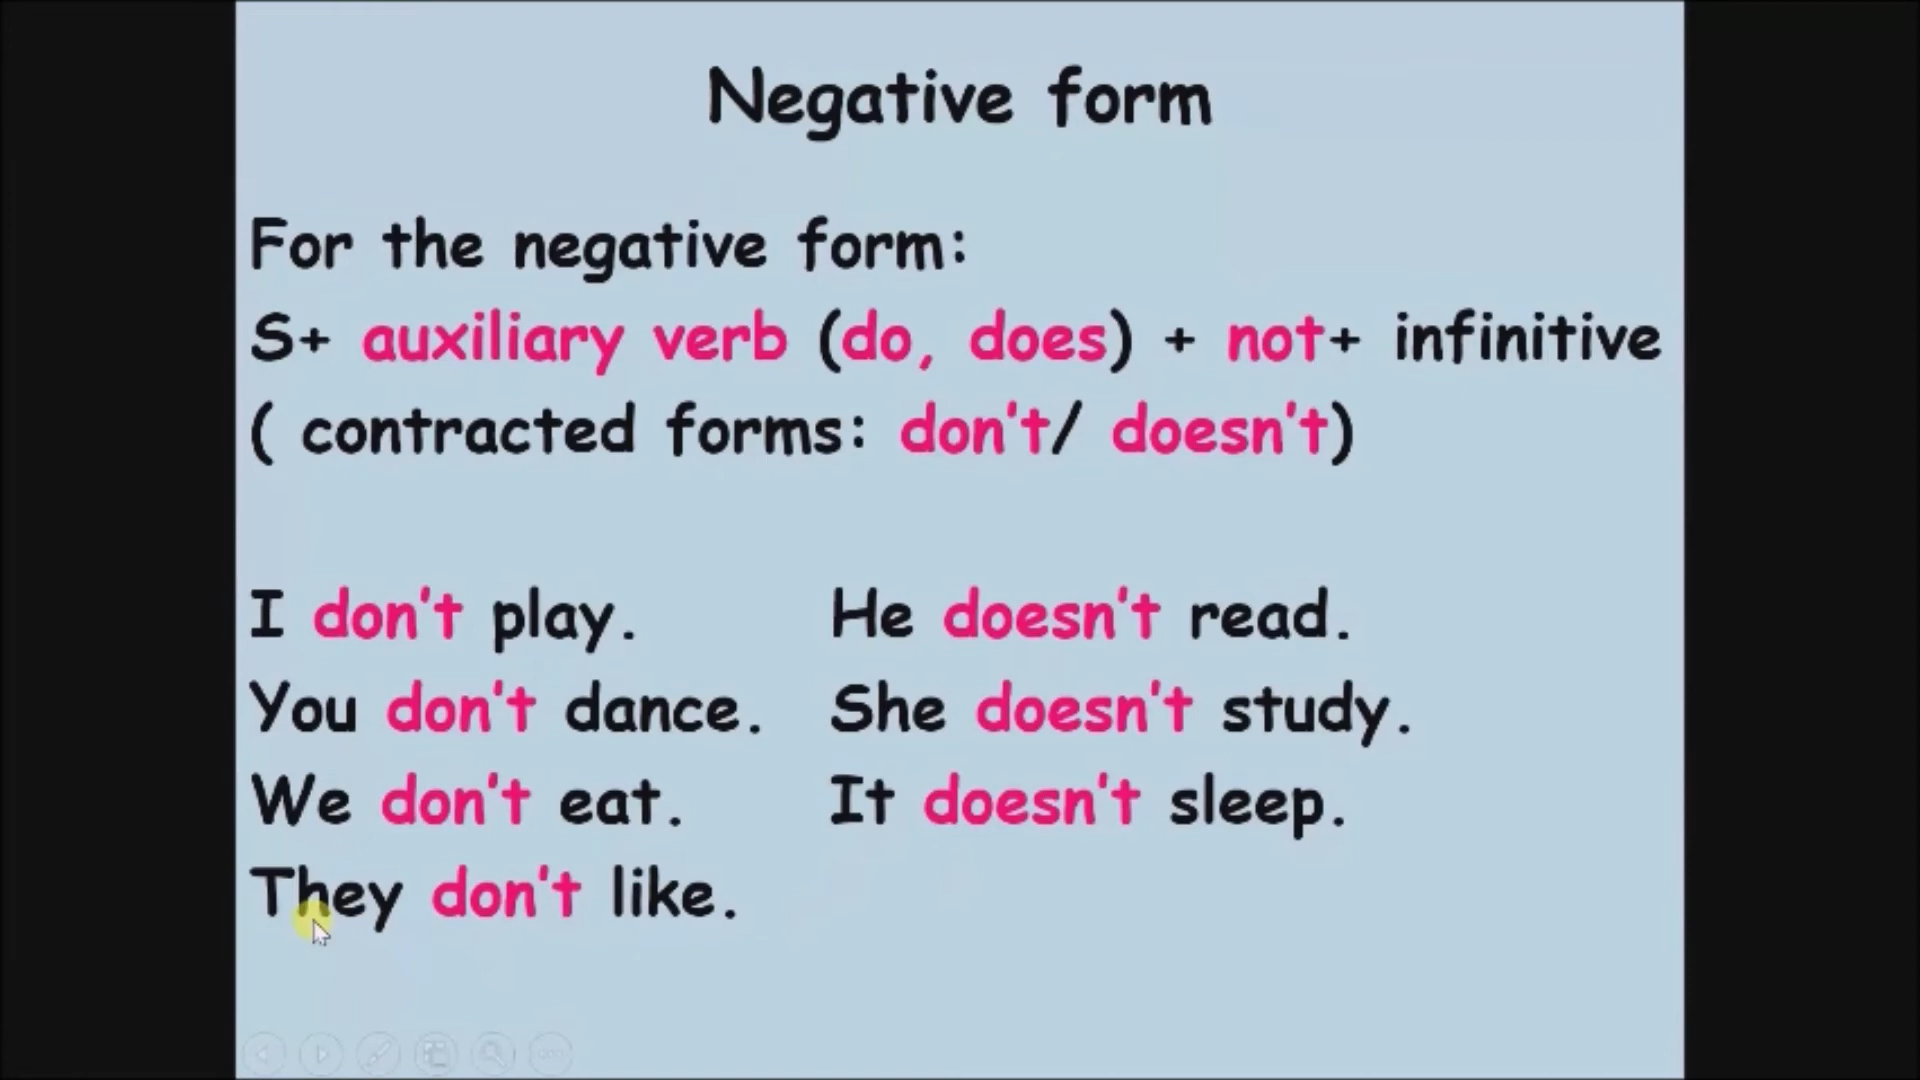 Negative form
For the negative form:
S+ auxiliary verb (do, does) + not+ infinitive
( contracted forms: don't/ doesn't)
I don't play. He doesn't read.
You don't dance. She doesn't study.
We don't eat. It doesn't sleep.
They don't like.